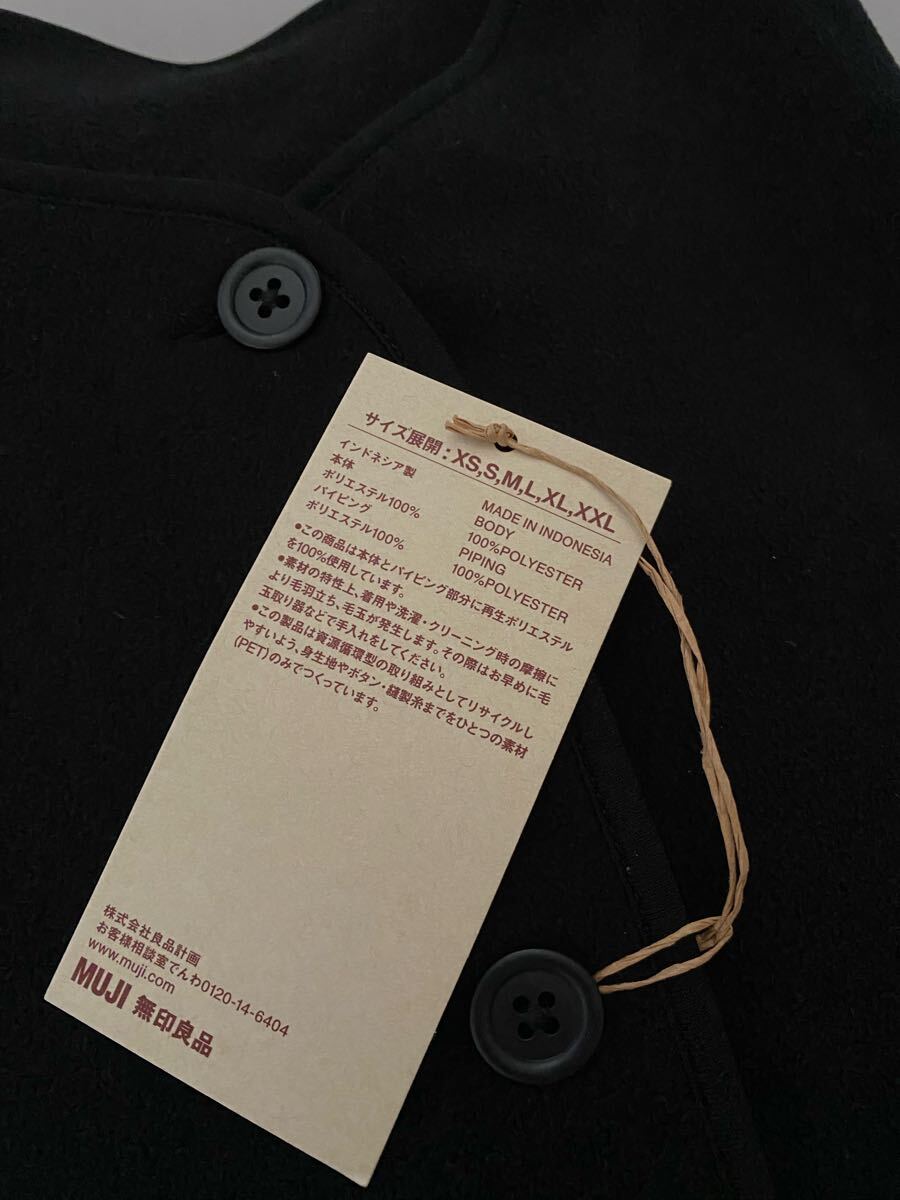 サイズ展開：XS,S,M,L,XL,XXL
インドネシア製 MADE IN INDONESIA
本体 BODY
ポリエステル100% 100%POLYESTER
パイピング PIPING
ポリエステル100% 100%POLYESTER
●この商品は本体とパイピング部分に再生ポリエステル
を100%使用しています。
●素材の特性上、着用や洗濯・クリーニング時の摩擦に
より毛羽立ち、毛玉が発生します。その際はお早めに毛
玉取り器などで手入れをしてください。
●この製品は資源循環型の取り組みとしてリサイクルし
やすいよう、身生地やボタン・縫製糸までをひとつの素材
(PET)のみでつくっています。
株式会社良品計画
お客様相談室でんわ0120-14-6404
www.muji.com
MUJI 無印良品